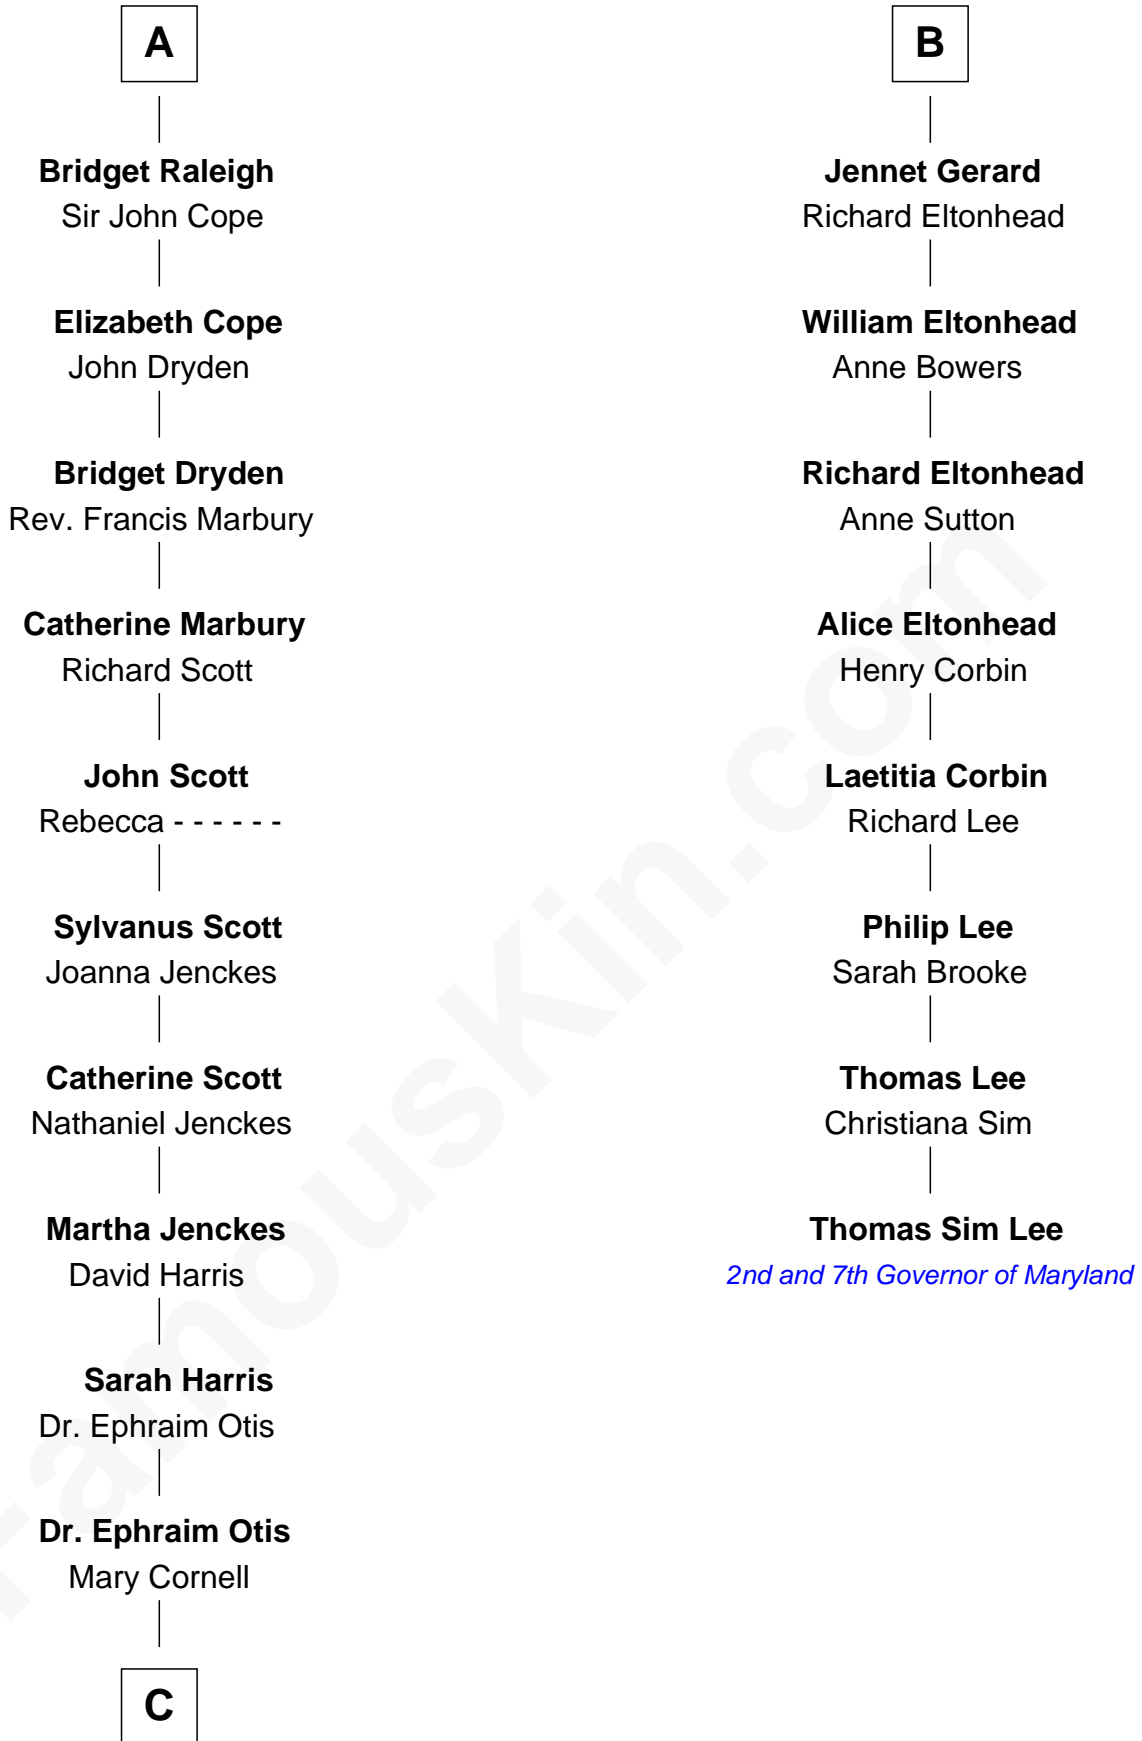 A
Bridget Raleigh
Sir John Cope
Elizabeth Cope
John Dryden
Bridget Dryden
Rev. Francis Marbury
Catherine Marbury
Richard Scott
John Scott
Rebecca - - - - - -
Sylvanus Scott
Joanna Jenckes
Catherine Scott
Nathaniel Jenckes
Martha Jenckes
David Harris
Sarah Harris
Dr. Ephraim Otis
Dr. Ephraim Otis
Mary Cornell
C
B
Jennet Gerard
Richard Eltonhead
William Eltonhead
Anne Bowers
Richard Eltonhead
Anne Sutton
Alice Eltonhead
Henry Corbin
Laetitia Corbin
Richard Lee
Philip Lee
Sarah Brooke
Thomas Lee
Christiana Sim
Thomas Sim Lee
2nd and 7th Governor of Maryland
FamousKin.com